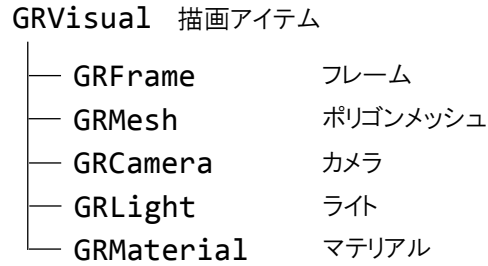 GRVisual 描画アイテム
GRFrame フレーム
GRMesh ポリゴンメッシュ
GRCamera カメラ
GRLight ライト
GRMaterial マテリアル